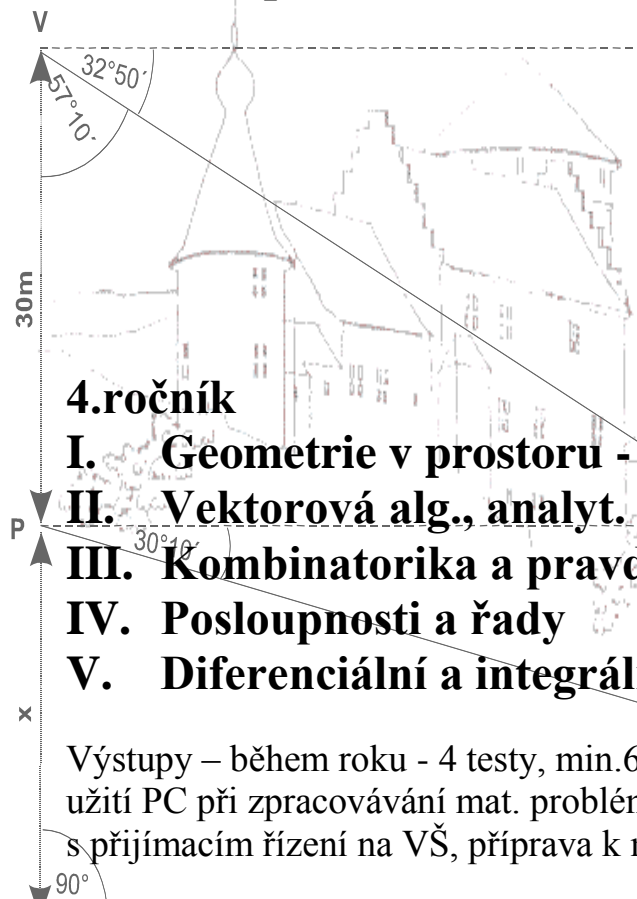 V
32°50´
57°10´
30m
4.ročník
I. Geometrie v prostoru -
II. Vektorová alg., analyt.
P
30°10´
III. Kombinatorika a pravd
IV. Posloupnosti a řady
V. Diferenciální a integrál
x
Výstupy – během roku - 4 testy, min.6
užití PC při zpracovávání mat. problém
s přijímacím řízení na VŠ, příprava k
90°